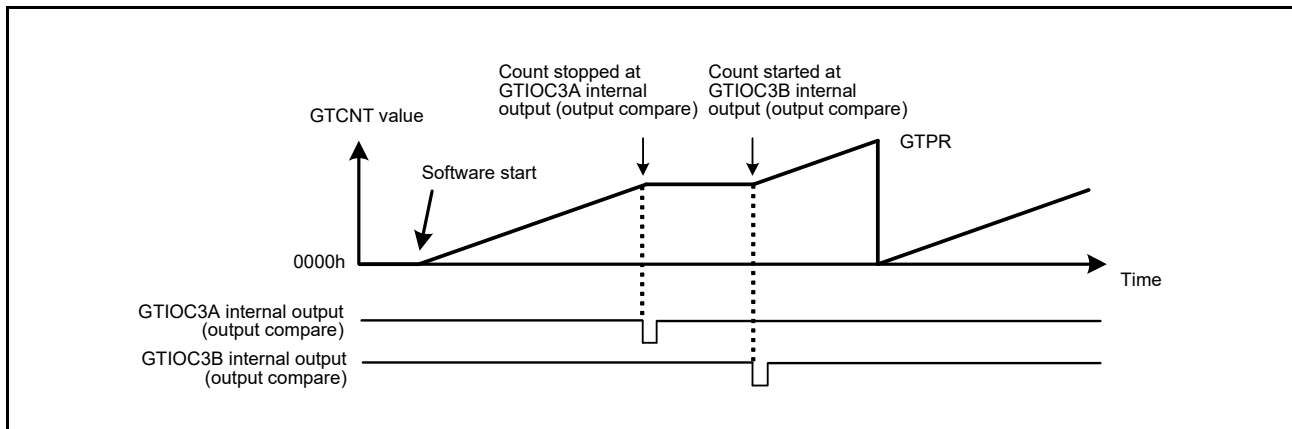 Count stopped at
GTIOC3A internal
output (output compare)
Count started at
GTIOC3B internal
output (output compare)
GTCNT value
GTPR
Software start
0000h
Time
GTIOC3A internal output
(output compare)
GTIOC3B internal output
(output compare)